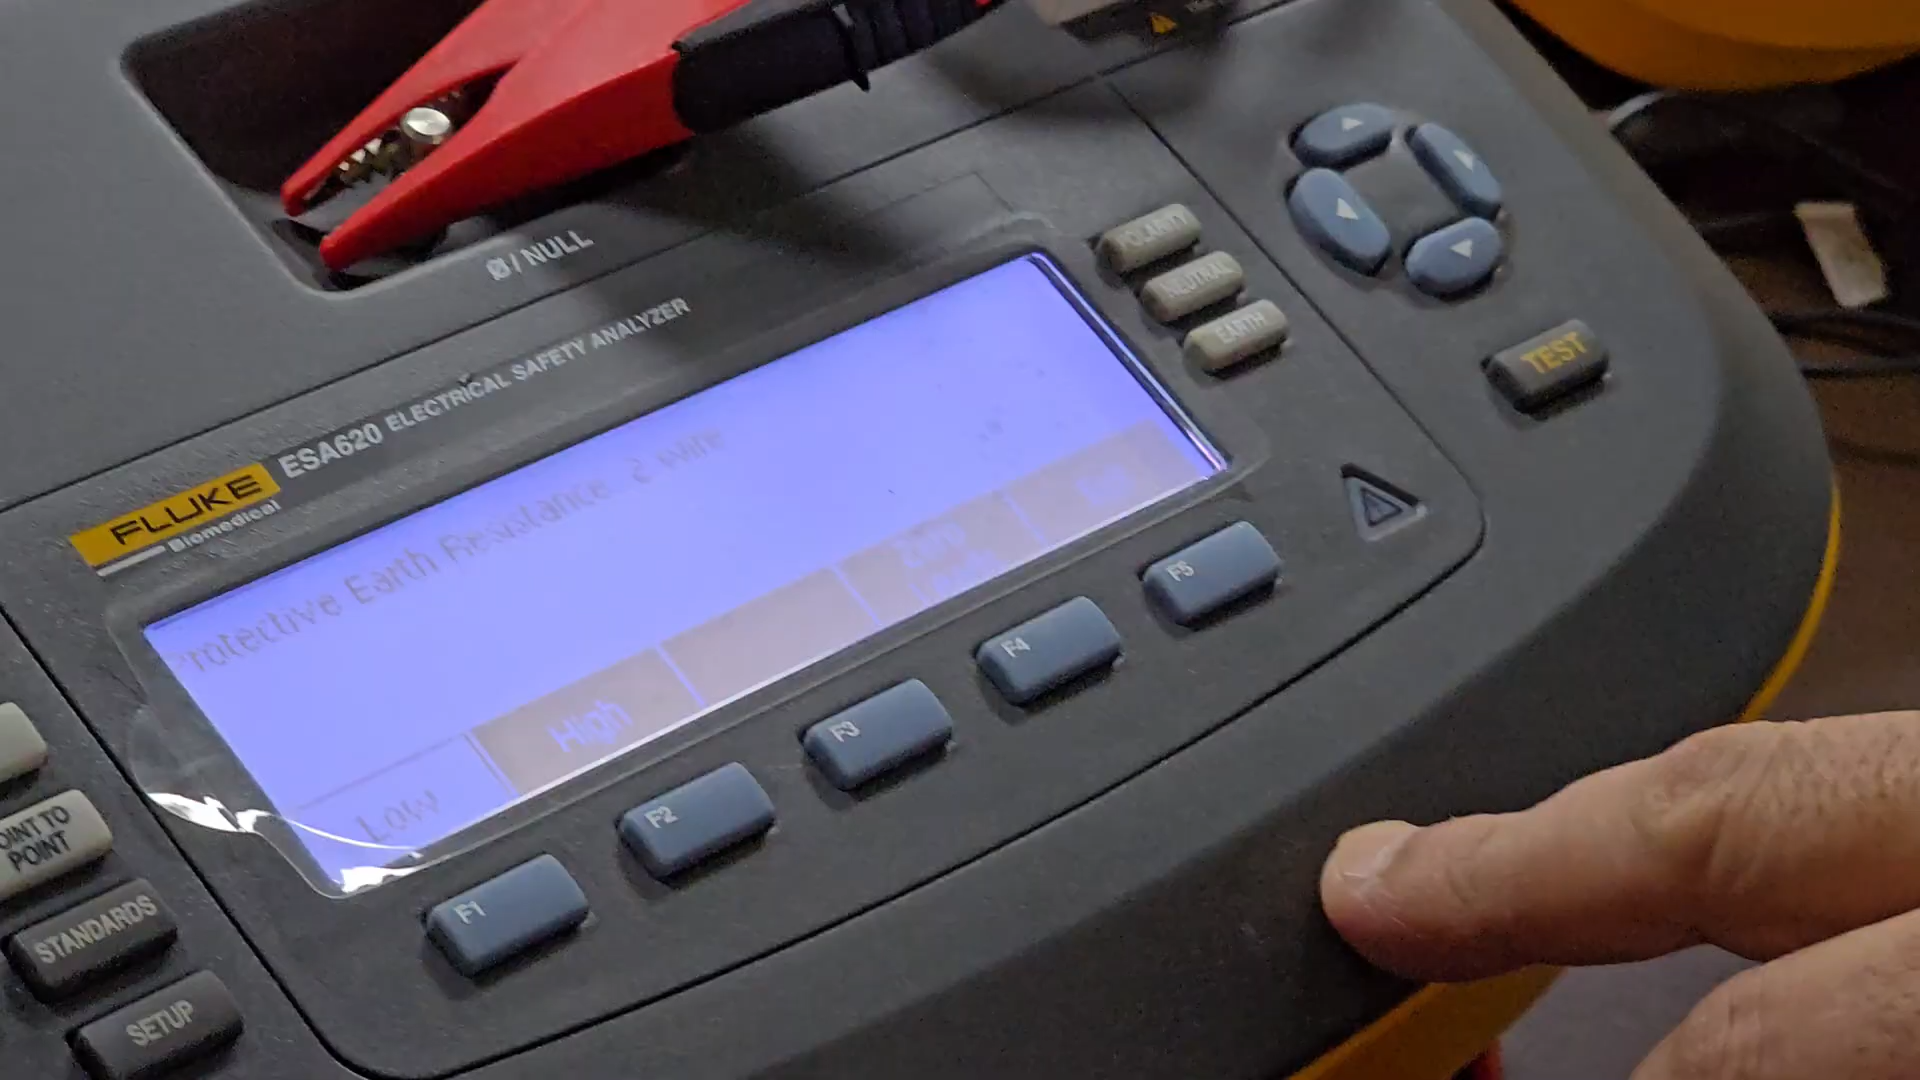 Ø/NULL
FLUKE
Biomedical
ESA620 ELECTRICAL SAFETY ANALYZER
POLARITY
NEUTRAL
EARTH
TEST
Protective Earth Resistance 2 Wire
Low
High
Zero
F1
F2
F3
F4
F5
POINT TO
POINT
STANDARDS
SETUP